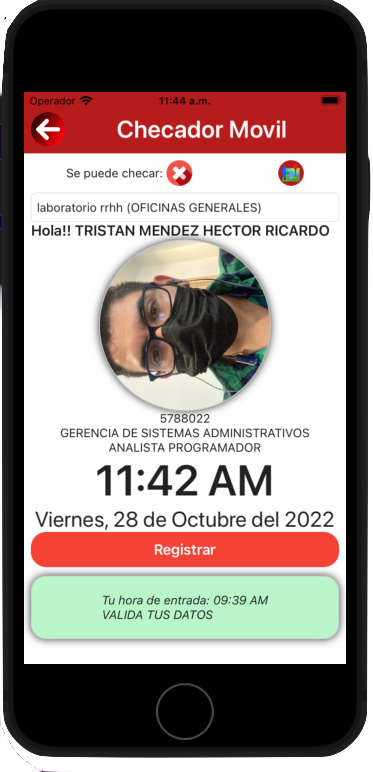 Operador 11:44 a.m.
Checador Movil
Se puede checar:
laboratorio rrhh (OFICINAS GENERALES)
Hola!! TRISTAN MENDEZ HECTOR RICARDO
5788022
GERENCIA DE SISTEMAS ADMINISTRATIVOS
ANALISTA PROGRAMADOR
11:42 AM
Viernes, 28 de Octubre del 2022
Registrar
Tu hora de entrada: 09:39 AM
VALIDA TUS DATOS